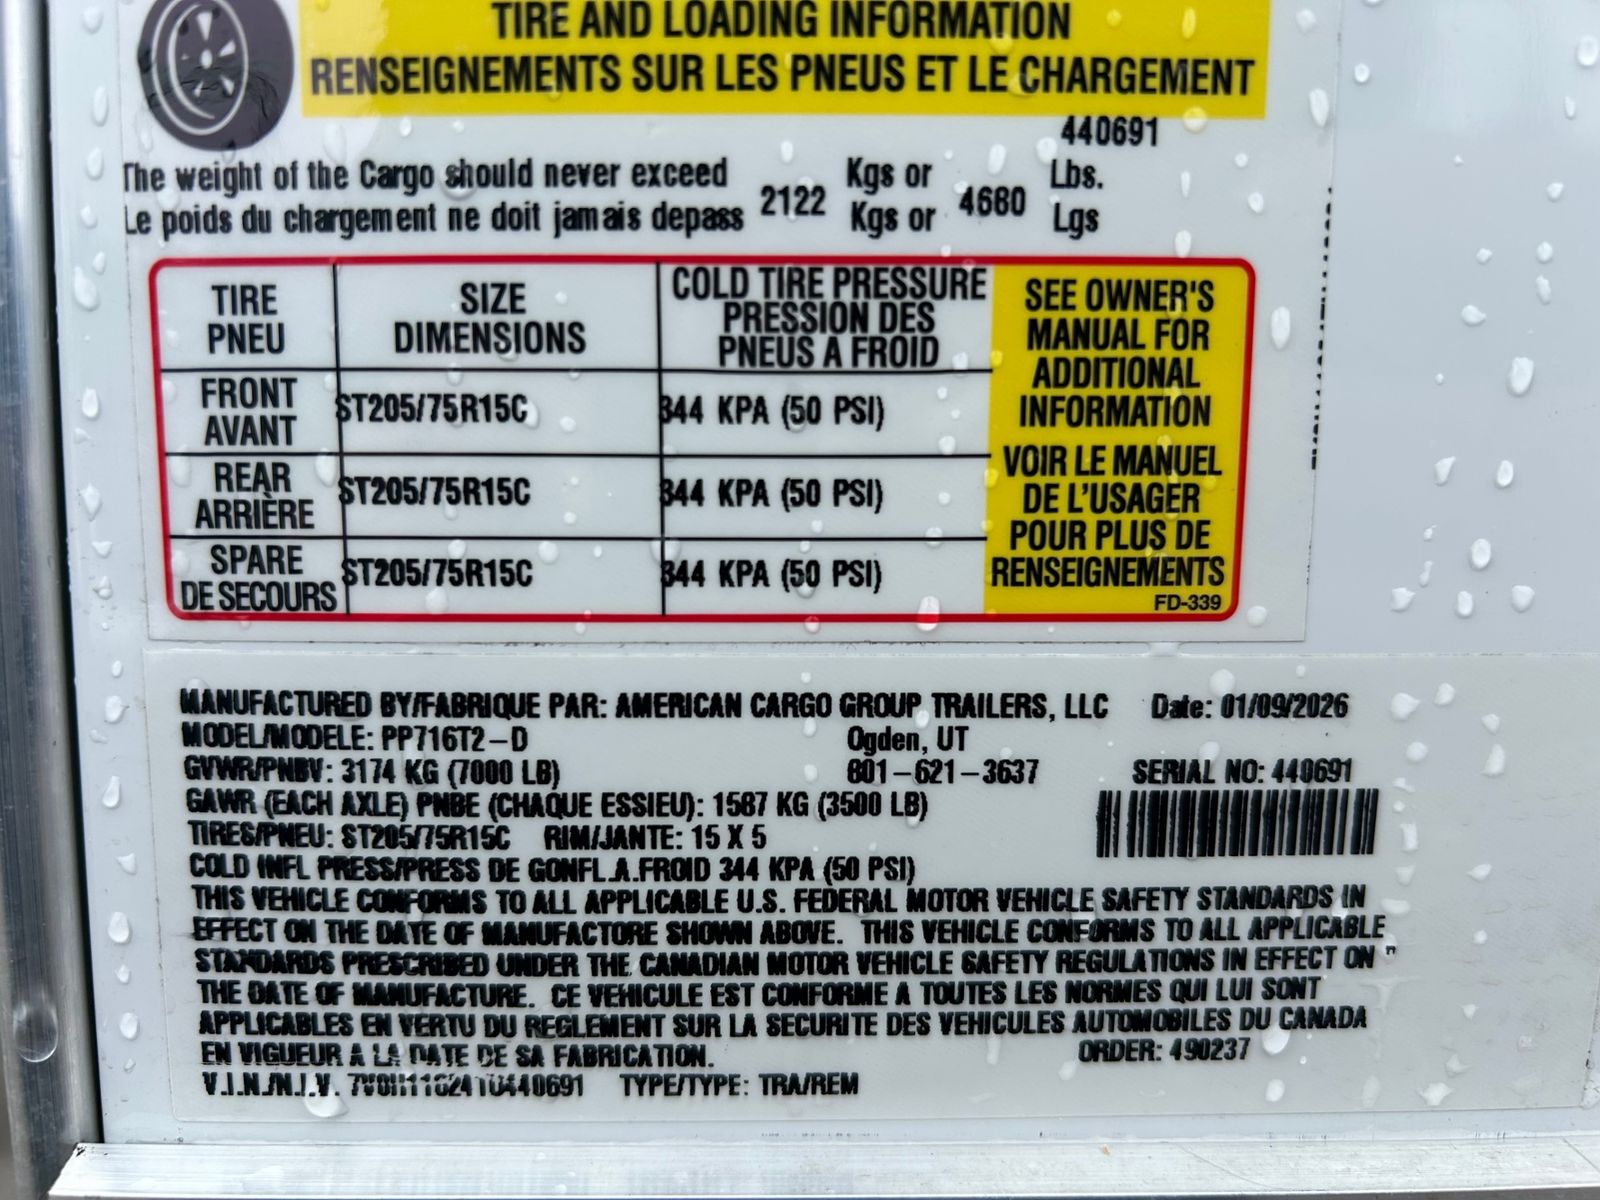 TIRE AND LOADING INFORMATION
RENSEIGNEMENTS SUR LES PNEUS ET LE CHARGEMENT
440691
The weight of the Cargo should never exceed 2122 Kgs or 4680 Lbs.
Le poids du chargement ne doit jamais depass Kgs or Lgs
TIRE SIZE COLD TIRE PRESSURE
PNEU DIMENSIONS PRESSION DES
PNEUS A FROID
FRONT ST205/75R15C 344 KPA (50 PSI)
AVANT
REAR ST205/75R15C 344 KPA (50 PSI)
ARRIÈRE
SPARE ST205/75R15C 344 KPA (50 PSI)
DE SECOURS
SEE OWNER'S
MANUAL FOR
ADDITIONAL
INFORMATION
VOIR LE MANUEL
DE L'USAGER
POUR PLUS DE
RENSEIGNEMENTS
FD-339
MANUFACTURED BY/FABRIQUE PAR: AMERICAN CARGO GROUP TRAILERS, LLC Date: 01/09/2026
MODEL/MODELE: PP716T2-D Ogden, UT
GVWR/PNBV: 3174 KG (7000 LB) 801-621-3637 SERIAL NO: 440691
GAWR (EACH AXLE) PNBE (CHAQUE ESSIEU): 1587 KG (3500 LB)
TIRES/PNEU: ST205/75R15C RIM/JANTE: 15 X 5
COLD INFL PRESS/PRESS DE GONFL.A.FROID 344 KPA (50 PSI)
THIS VEHICLE CONFORMS TO ALL APPLICABLE U.S. FEDERAL MOTOR VEHICLE SAFETY STANDARDS IN
EFFECT ON THE DATE OF MANUFACTORE SHOWN ABOVE. THIS VEHICLE CONFORMS TO ALL APPLICABLE
STANDARDS PRESCRIBED UNDER THE CANADIAN MOTOR VEHICLE SAFETY REGULATIONS IN EFFECT ON "
THE DATE OF MANUFACTURE. CE VEHICULE EST CONFORME A TOUTES LES NORMES QUI LUI SONT
APPLICABLES EN VERTU DU REGLEMENT SUR LA SECURITE DES VEHICULES AUTOMOBILES DU CANADA
EN VIGUEUR A LA DATE DE SA FABRICATION. ORDER: 490237
V.I.N./N.I.V. TYPE/TYPE: TRA/REM